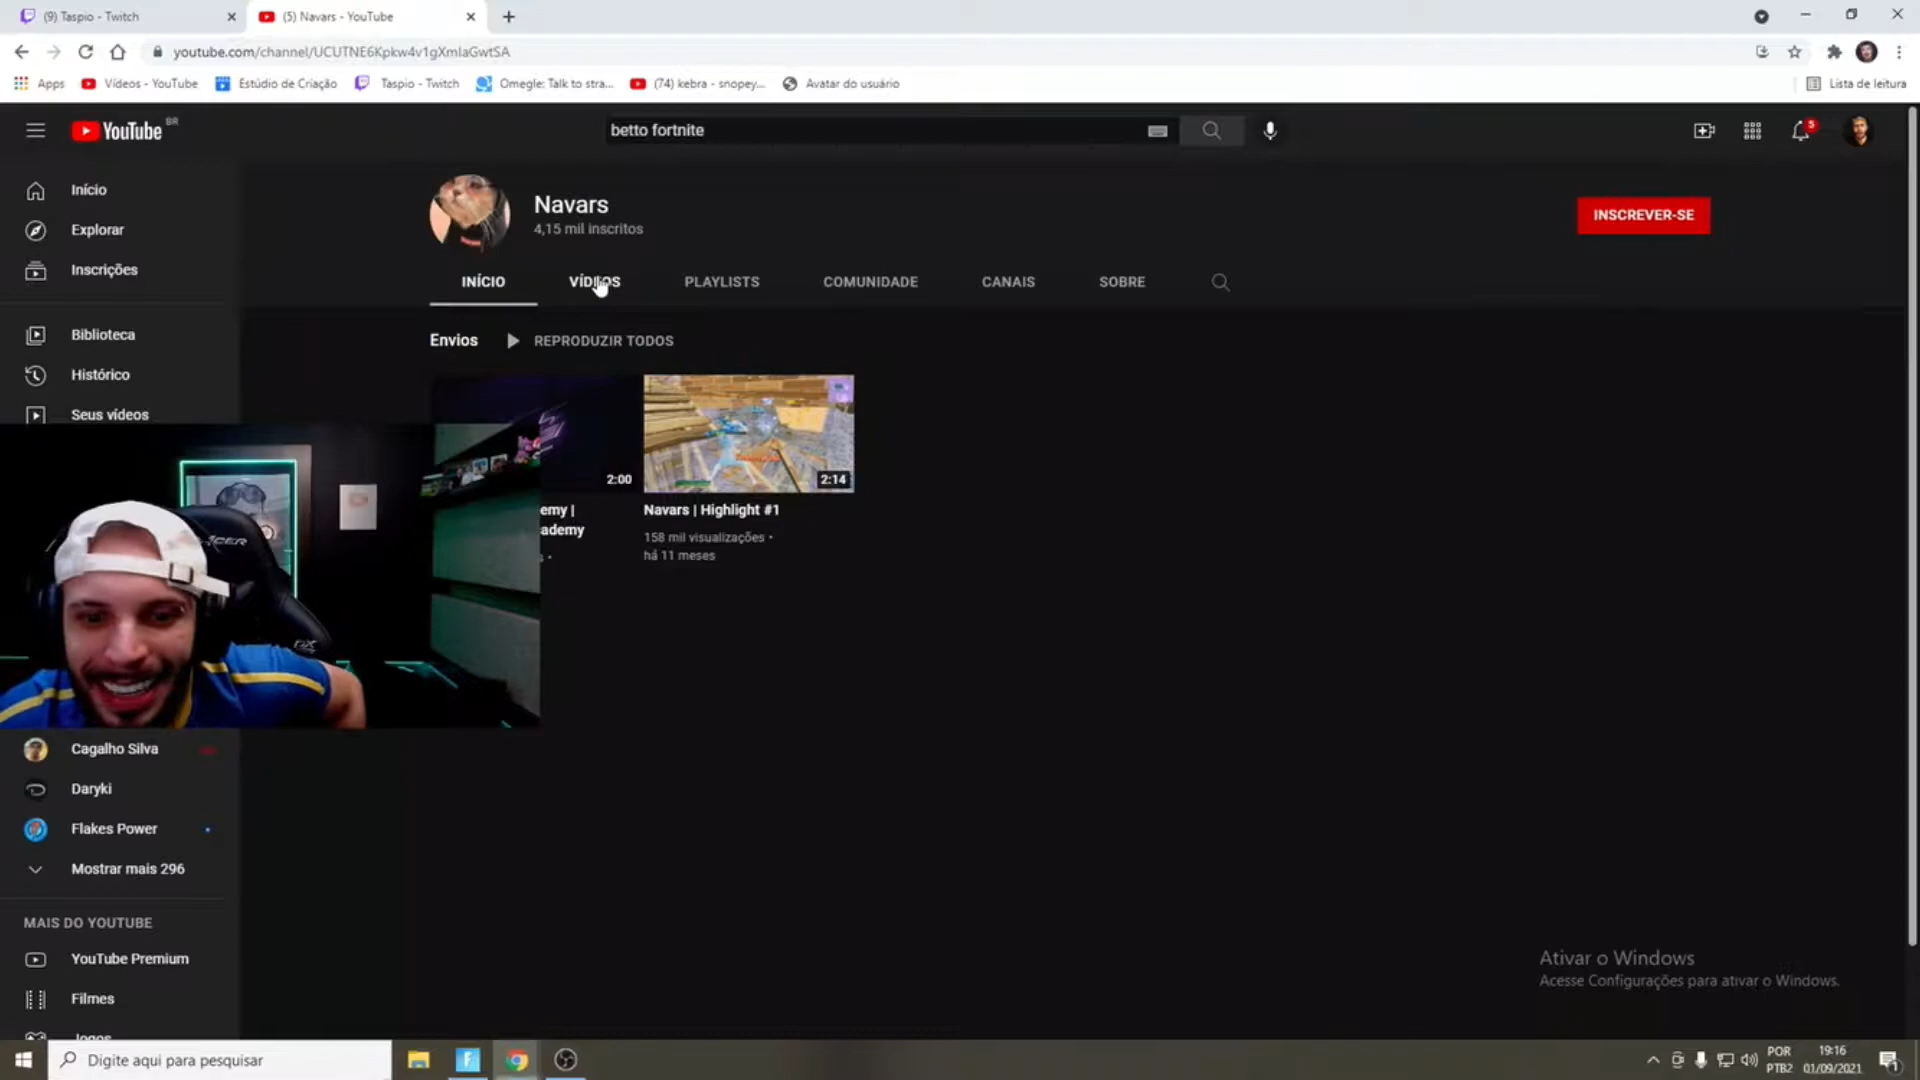 (9) Taspio - Twitch
(5) Navars - YouTube
youtube.com/channel/UCUTNE6Kpkw4v1gXmlaGwtSA
Apps
Vídeos - YouTube
Estúdio de Criação
Taspio - Twitch
Omegle: Talk to stra...
(74) kebra - snopey...
Avatar do usuário
Lista de leitura
YouTube BR
betto fortnite
5
Início
Explorar
Inscrições
Biblioteca
Histórico
Seus vídeos
Navars
4,15 mil inscritos
INSCREVER-SE
INÍCIO
VÍDEOS
PLAYLISTS
COMUNIDADE
CANAIS
SOBRE
Envios
REPRODUZIR TODOS
2:00
2:14
emy |
ademy
s •
Navars | Highlight #1
158 mil visualizações •
há 11 meses
Cagalho Silva
Daryki
Flakes Power
Mostrar mais 296
MAIS DO YOUTUBE
YouTube Premium
Filmes
Jogos
Ativar o Windows
Acesse Configurações para ativar o Windows.
Digite aqui para pesquisar
POR
PTB2
19:16
01/09/2021
1